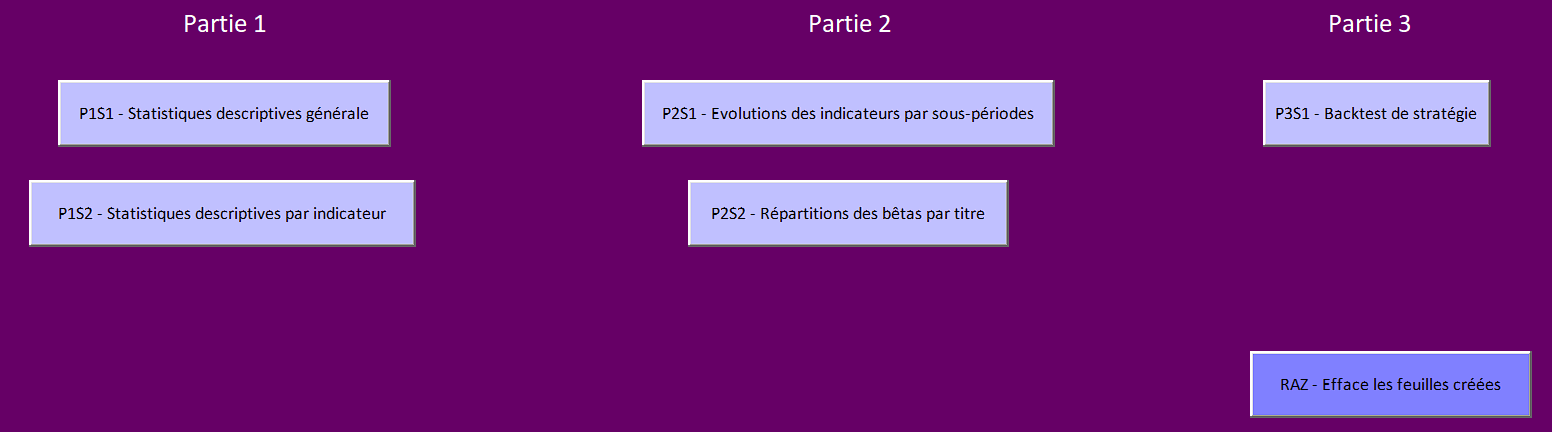 Partie 1
Partie 2
Partie 3
P1S1 - Statistiques descriptives générale
P2S1 - Evolutions des indicateurs par sous-périodes
P3S1 - Backtest de stratégie
P1S2 - Statistiques descriptives par indicateur
P2S2 - Répartitions des bêtas par titre
RAZ - Efface les feuilles créées